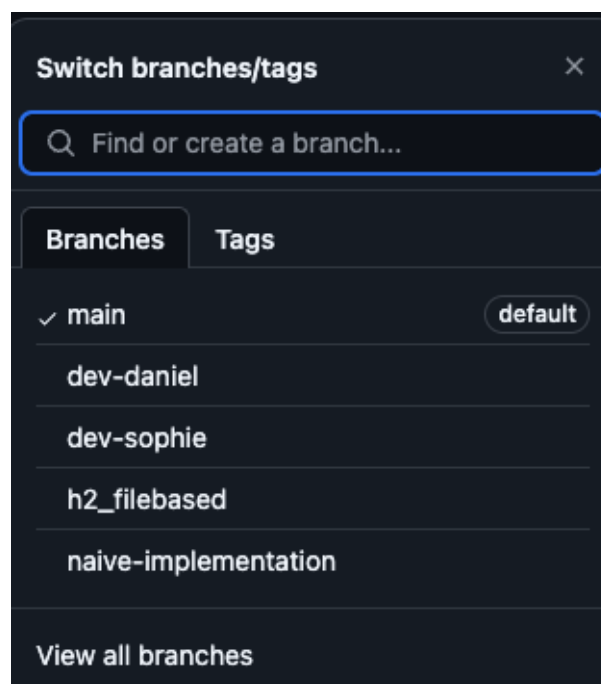 Switch branches/tags
Find or create a branch...
Branches Tags
main default
dev-daniel
dev-sophie
h2_filebased
naive-implementation
View all branches